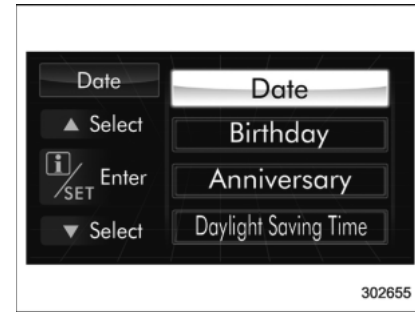 Date
▲ Select
i/SET Enter
▼ Select
Date
Birthday
Anniversary
Daylight Saving Time
302655